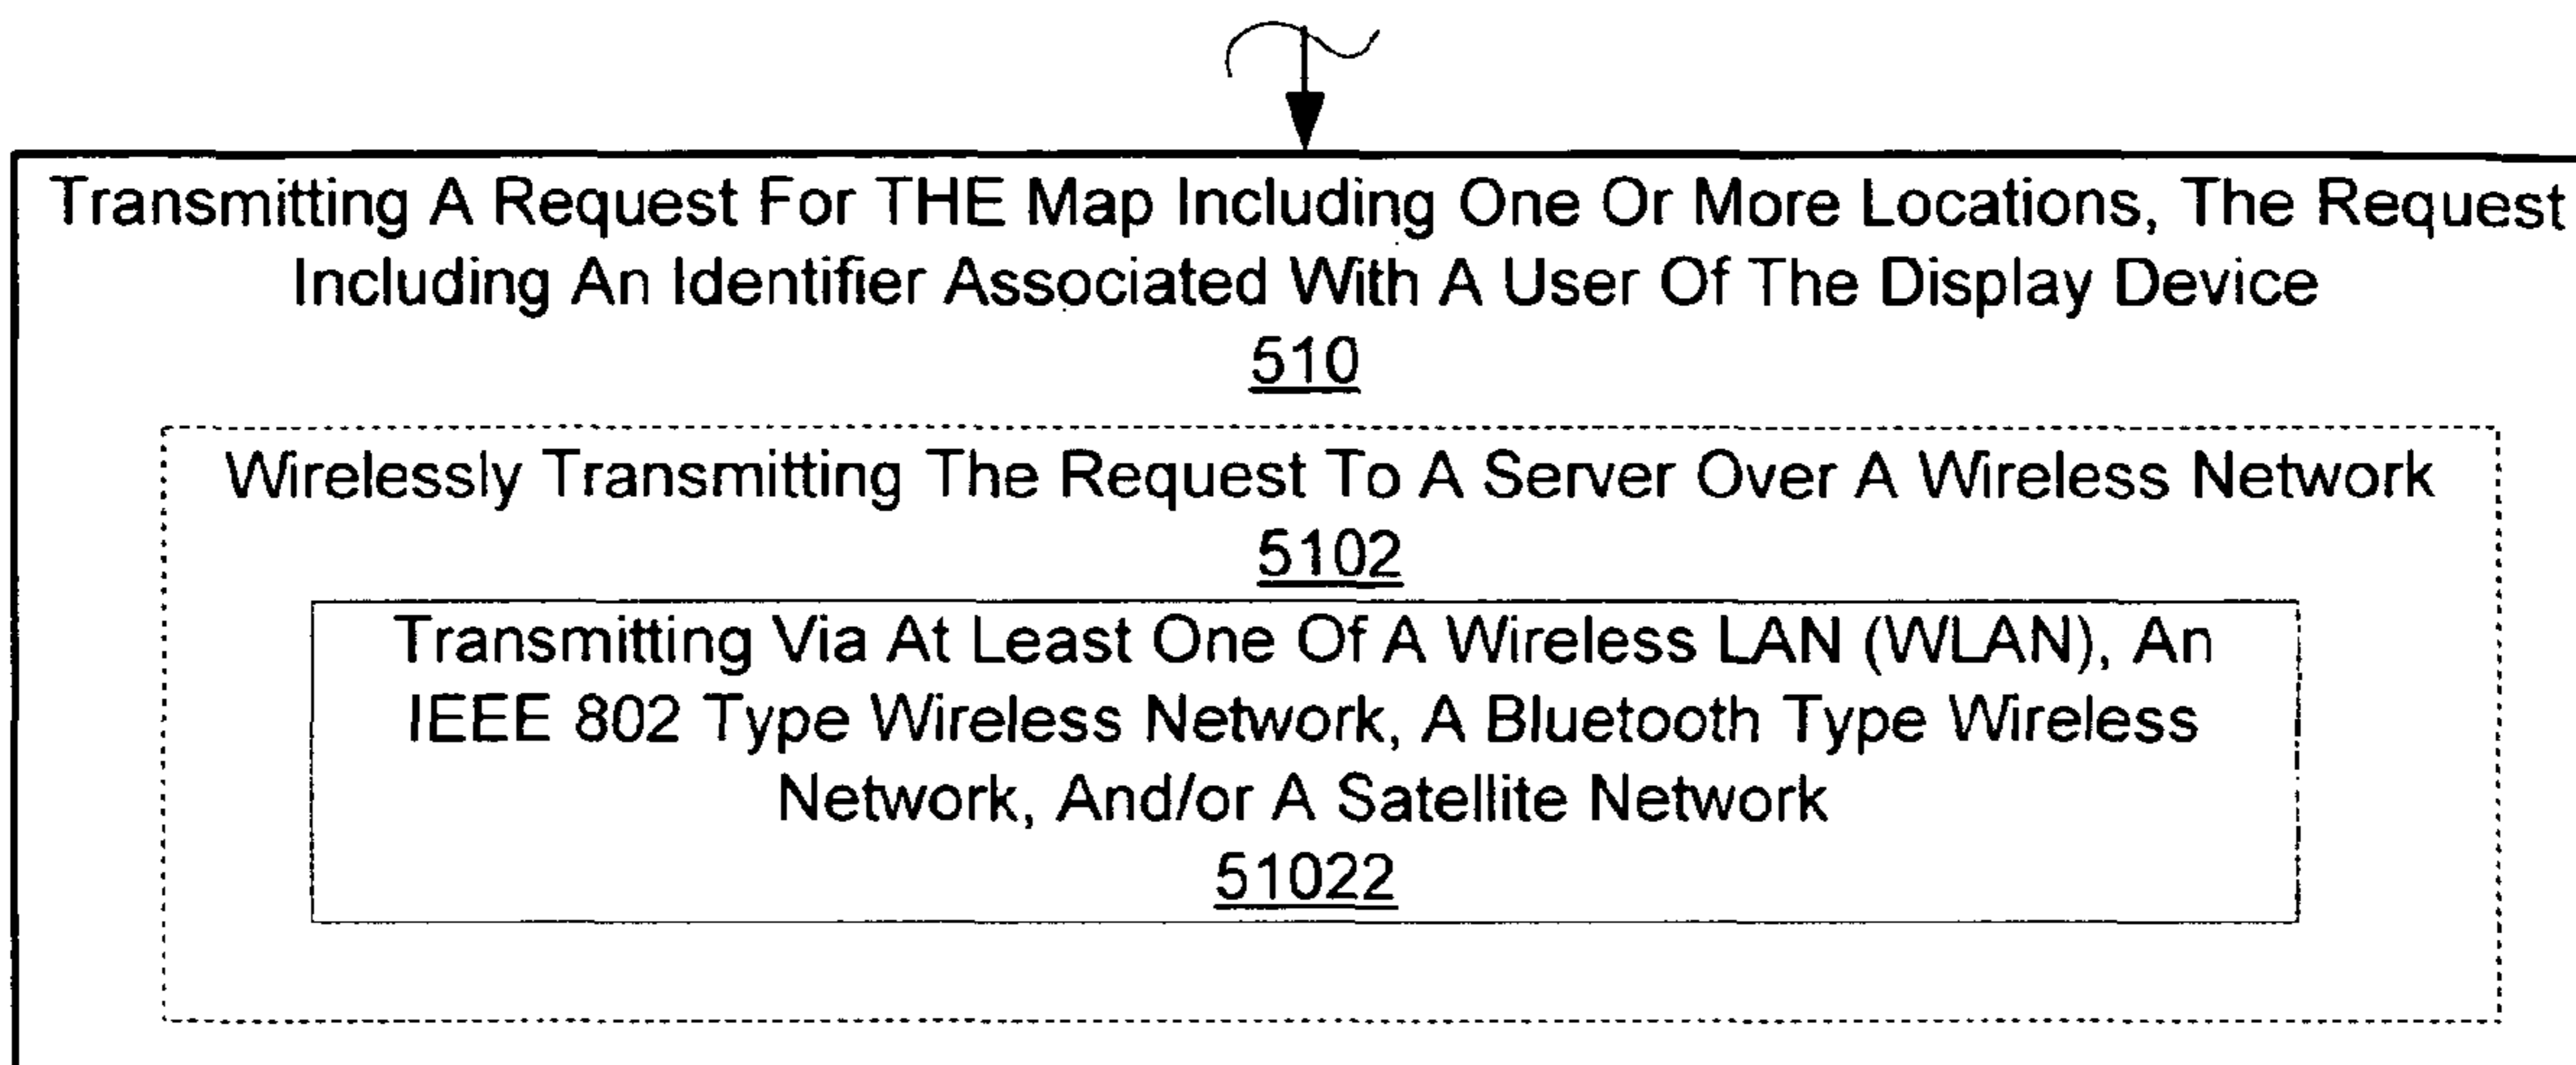 Transmitting A Request For THE Map Including One Or More Locations, The Request
Including An Identifier Associated With A User Of The Display Device
510
Wirelessly Transmitting The Request To A Server Over A Wireless Network
5102
Transmitting Via At Least One Of A Wireless LAN (WLAN), An
IEEE 802 Type Wireless Network, A Bluetooth Type Wireless
Network, And/or A Satellite Network
51022